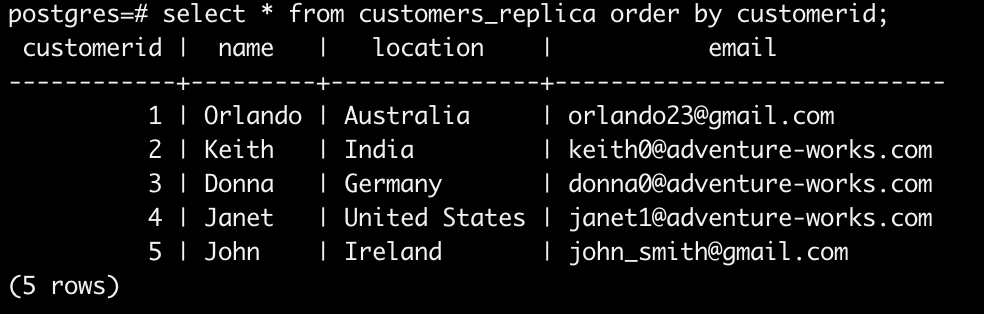 postgres=# select * from customers_replica order by customerid;
 customerid |  name   |   location    |           email
------------+---------+---------------+----------------------------
          1 | Orlando | Australia     | orlando23@gmail.com
          2 | Keith   | India         | keith0@adventure-works.com
          3 | Donna   | Germany       | donna0@adventure-works.com
          4 | Janet   | United States | janet1@adventure-works.com
          5 | John    | Ireland       | john_smith@gmail.com
(5 rows)